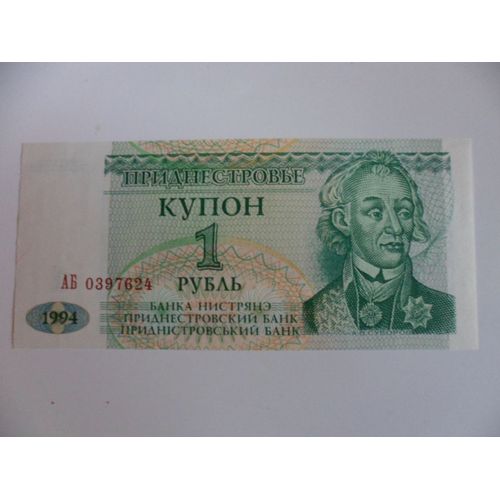 ПРИДНЕСТРОВЬЕ
КУПОН
1
РУБЛЬ
АБ 0397624
1994
БАНКА НИСТРЯНЭ
ПРИДНЕСТРОВСКИЙ БАНК
ПРИДНІСТРОВСЬКИЙ БАНК